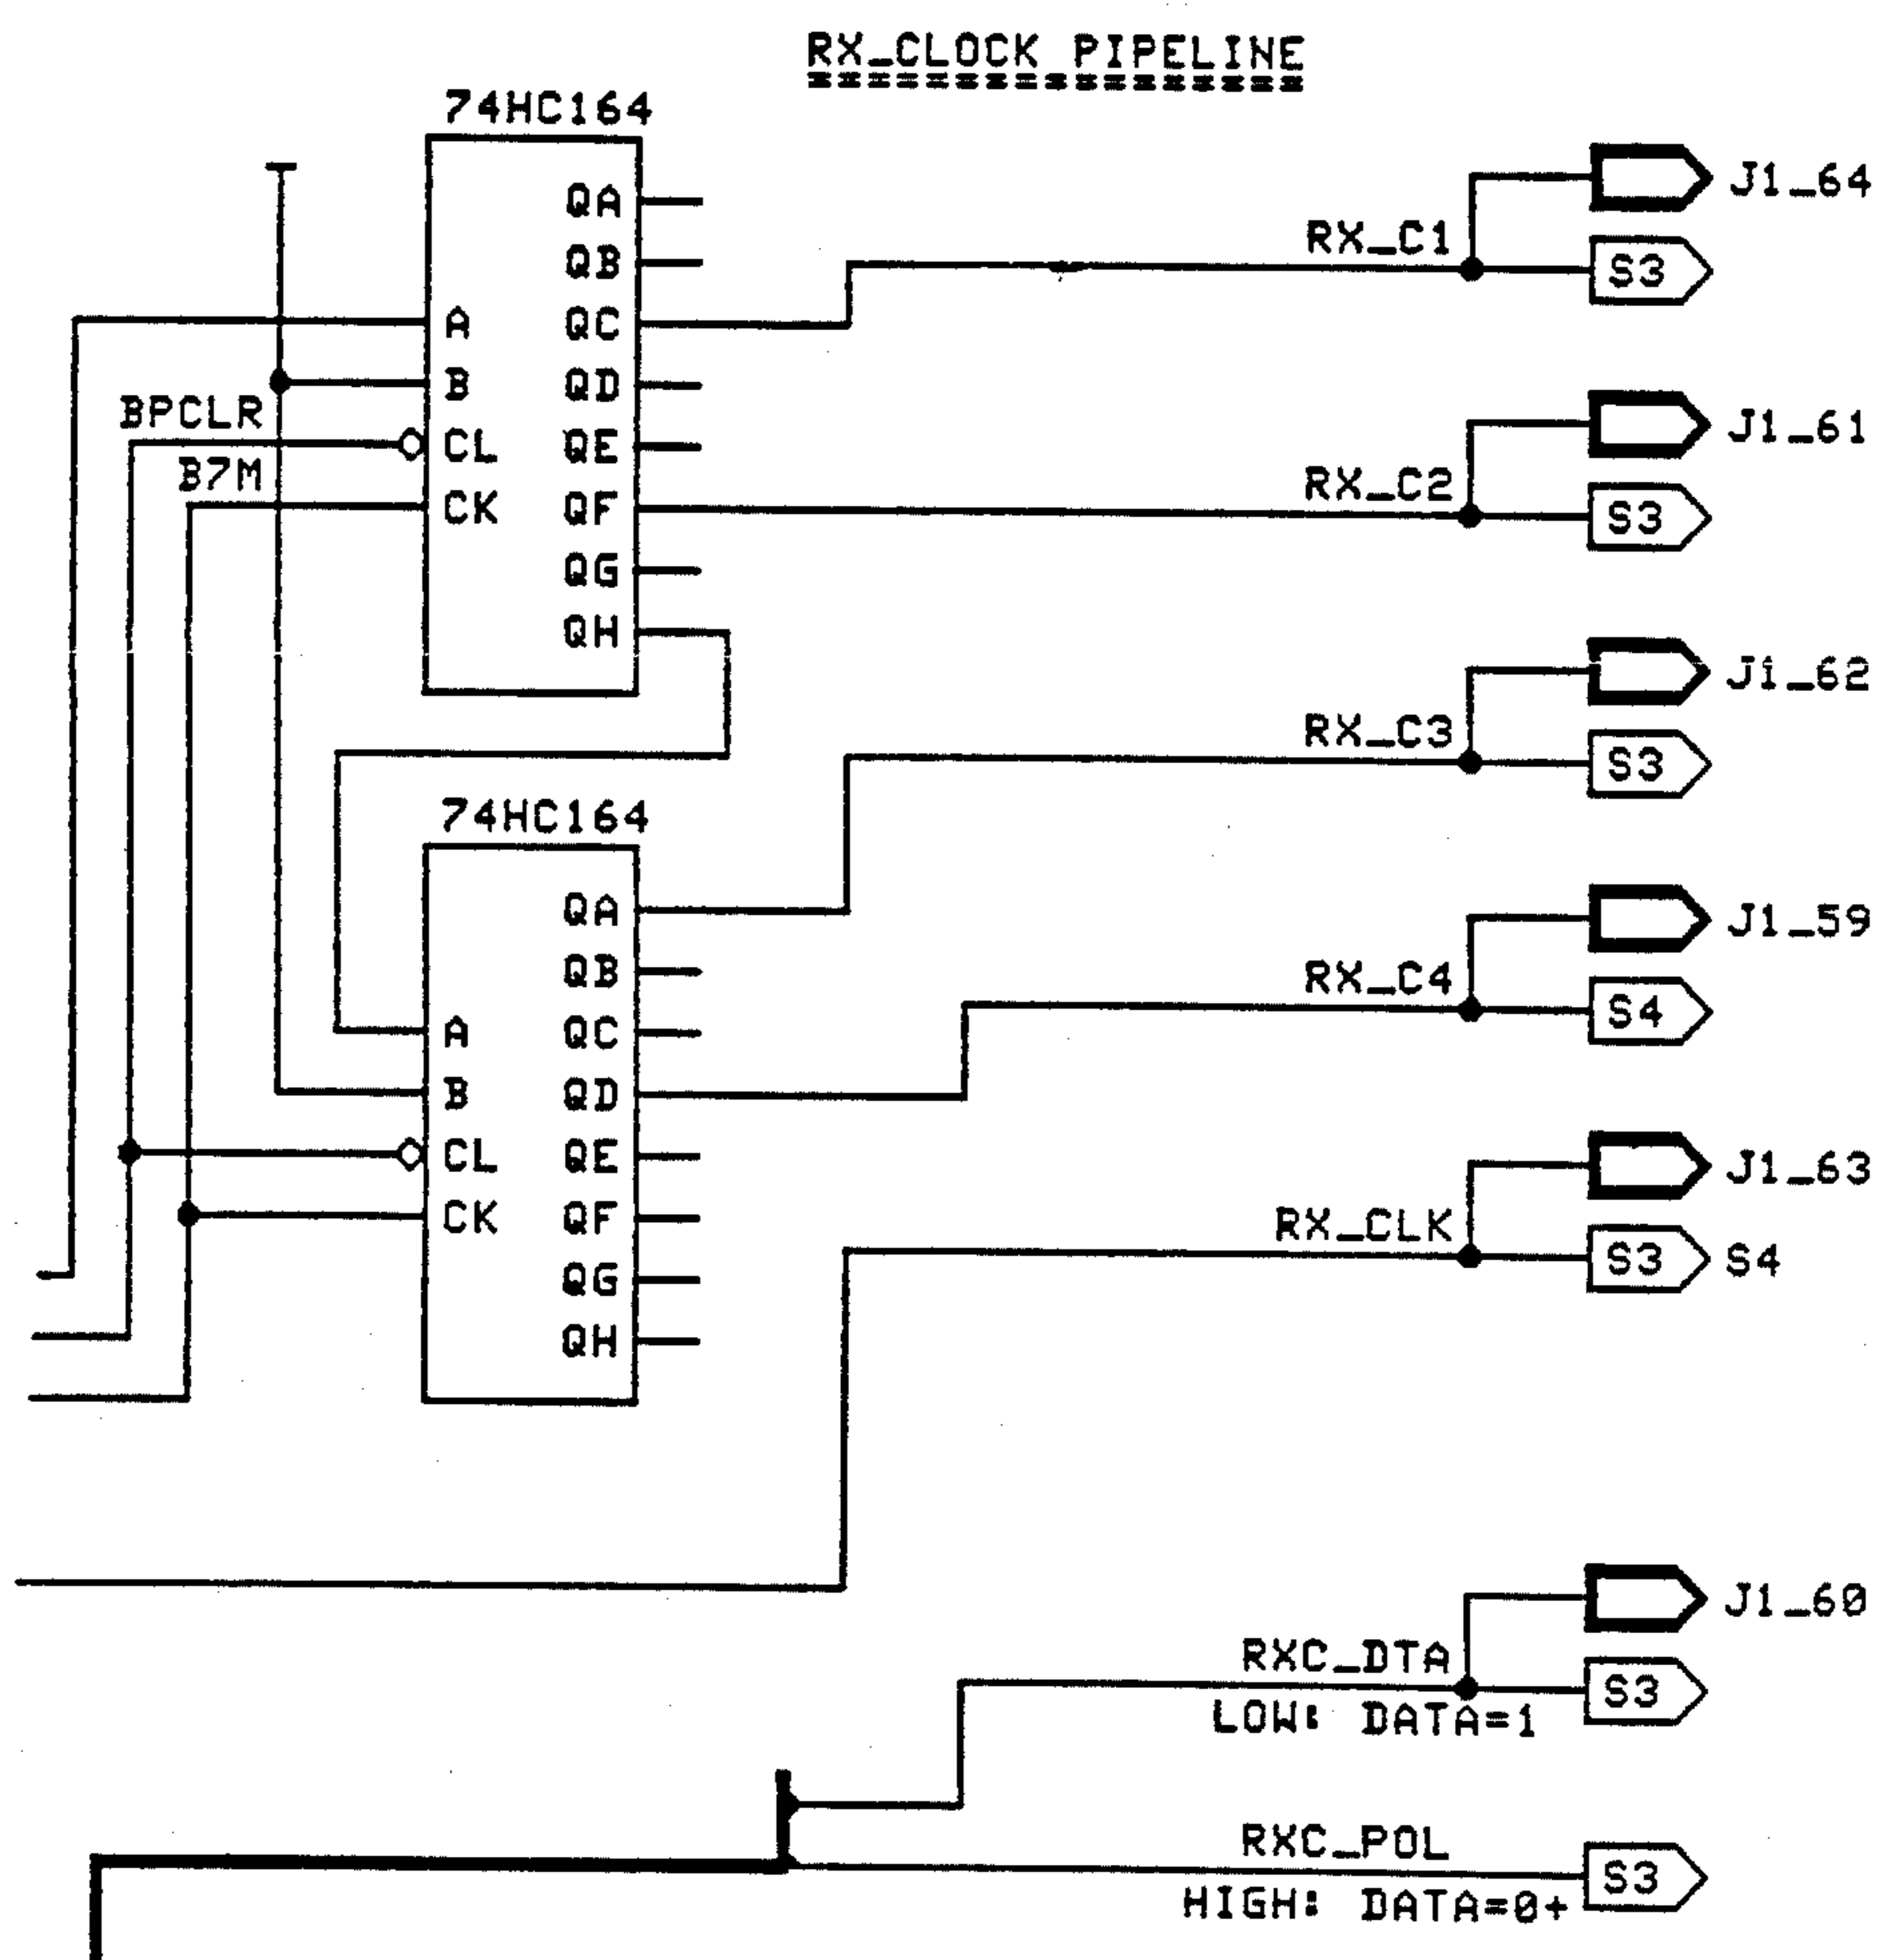 RX_CLOCK PIPELINE
74HC164
QA
QB
A QC
B QD
BPCLR CL QE
B7M CK QF
QG
QH
RX_C1 J1_64
S3
RX_C2 J1_61
S3
RX_C3 J1_62
S3
74HC164
QA
QB
A QC
B QD
CL QE
CK QF
QG
QH
RX_C4 J1_59
S4
RX_CLK J1_63
S3 S4
J1_60
RXC_DTA S3
LOW: DATA=1
RXC_POL S3
HIGH: DATA=0+